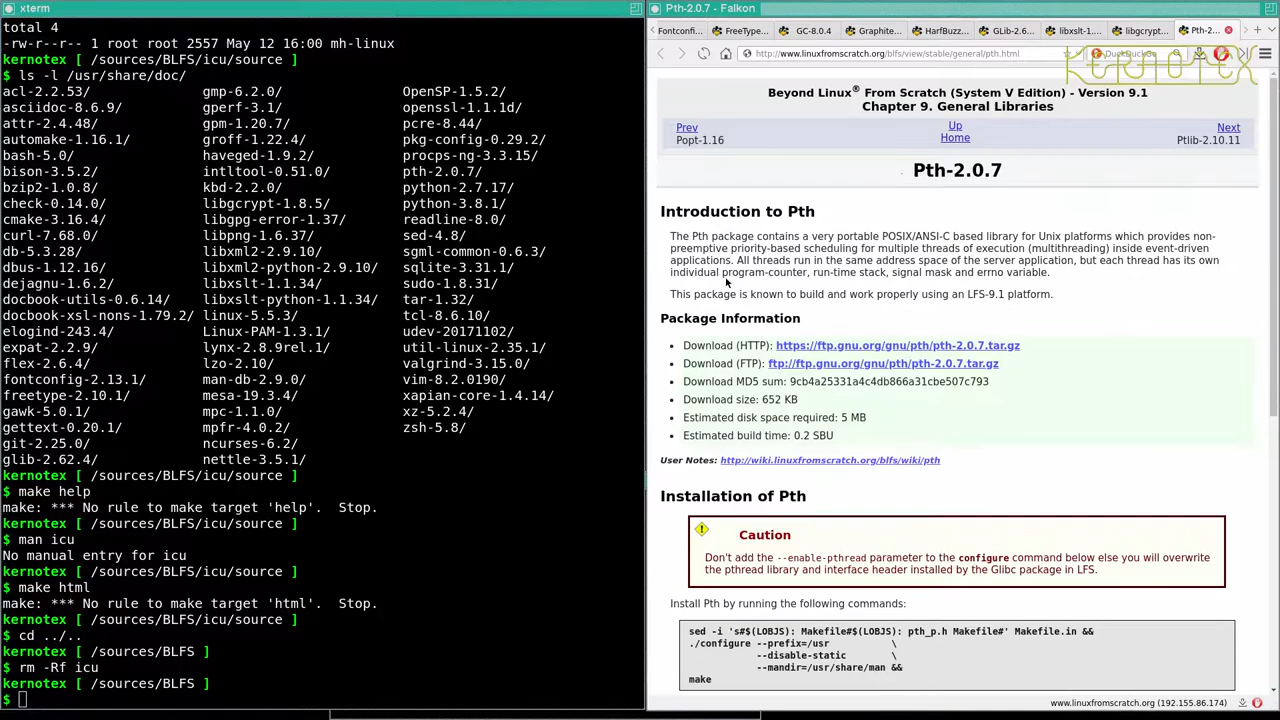 xterm
total 4
-rw-r--r-- 1 root root 2557 May 12 16:00 mh-linux
kernotex [ /sources/BLFS/icu/source ]
$ ls -l /usr/share/doc/
acl-2.2.53/ gmp-6.2.0/ OpenSP-1.5.2/
asciidoc-8.6.9/ gperf-3.1/ openssl-1.1.1d/
attr-2.4.48/ gpm-1.20.7/ pcre-8.44/
automake-1.16.1/ groff-1.22.4/ pkg-config-0.29.2/
bash-5.0/ haveged-1.9.2/ procps-ng-3.3.15/
bison-3.5.2/ intltool-0.51.0/ pth-2.0.7/
bzip2-1.0.8/ kbd-2.2.0/ python-2.7.17/
check-0.14.0/ libgcrypt-1.8.5/ python-3.8.1/
cmake-3.16.4/ libgpg-error-1.37/ readline-8.0/
curl-7.68.0/ libpng-1.6.37/ sed-4.8/
db-5.3.28/ libxml2-2.9.10/ sgml-common-0.6.3/
dbus-1.12.16/ libxml2-python-2.9.10/ sqlite-3.31.1/
dejagnu-1.6.2/ libxslt-1.1.34/ sudo-1.8.31/
docbook-utils-0.6.14/ libxslt-python-1.1.34/ tar-1.32/
docbook-xsl-nons-1.79.2/ linux-5.5.3/ tcl-8.6.10/
elogind-243.4/ Linux-PAM-1.3.1/ udev-20171102/
expat-2.2.9/ lynx-2.8.9rel.1/ util-linux-2.35.1/
flex-2.6.4/ lzo-2.10/ valgrind-3.15.0/
fontconfig-2.13.1/ man-db-2.9.0/ vim-8.2.0190/
freetype-2.10.1/ mesa-19.3.4/ xapian-core-1.4.14/
gawk-5.0.1/ mpc-1.1.0/ xz-5.2.4/
gettext-0.20.1/ mpfr-4.0.2/ zsh-5.8/
git-2.25.0/ ncurses-6.2/
glib-2.62.4/ nettle-3.5.1/
kernotex [ /sources/BLFS/icu/source ]
$ make help
make: *** No rule to make target 'help'.  Stop.
kernotex [ /sources/BLFS/icu/source ]
$ man icu
No manual entry for icu
kernotex [ /sources/BLFS/icu/source ]
$ make html
make: *** No rule to make target 'html'.  Stop.
kernotex [ /sources/BLFS/icu/source ]
$ cd ../..
kernotex [ /sources/BLFS ]
$ rm -Rf icu
kernotex [ /sources/BLFS ]
$
Pth-2.0.7 - Falkon
Fontconfi... FreeType... GC-8.0.4 Graphite... HarfBuzz... GLib-2.6... libxslt-1.... libgcrypt... Pth-2...
http://www.linuxfromscratch.org/blfs/view/stable/general/pth.html DuckDuckGo
KERNOTEX
Beyond Linux® From Scratch (System V Edition) - Version 9.1
Chapter 9. General Libraries
Prev Up Next
Popt-1.16 Home Ptlib-2.10.11
Pth-2.0.7
Introduction to Pth
The Pth package contains a very portable POSIX/ANSI-C based library for Unix platforms which provides non-
preemptive priority-based scheduling for multiple threads of execution (multithreading) inside event-driven
applications. All threads run in the same address space of the server application, but each thread has its own
individual program-counter, run-time stack, signal mask and errno variable.
This package is known to build and work properly using an LFS-9.1 platform.
Package Information
• Download (HTTP): https://ftp.gnu.org/gnu/pth/pth-2.0.7.tar.gz
• Download (FTP): ftp://ftp.gnu.org/gnu/pth/pth-2.0.7.tar.gz
• Download MD5 sum: 9cb4a25331a4c4db866a31cbe507c793
• Download size: 652 KB
• Estimated disk space required: 5 MB
• Estimated build time: 0.2 SBU
User Notes: http://wiki.linuxfromscratch.org/blfs/wiki/pth
Installation of Pth
Caution
Don't add the --enable-pthread parameter to the configure command below else you will overwrite
the pthread library and interface header installed by the Glibc package in LFS.
Install Pth by running the following commands:
sed -i 's#$(LOBJS): Makefile#$(LOBJS): pth_p.h Makefile#' Makefile.in &&
./configure --prefix=/usr           \
            --disable-static        \
            --mandir=/usr/share/man &&
make
www.linuxfromscratch.org (192.155.86.174)